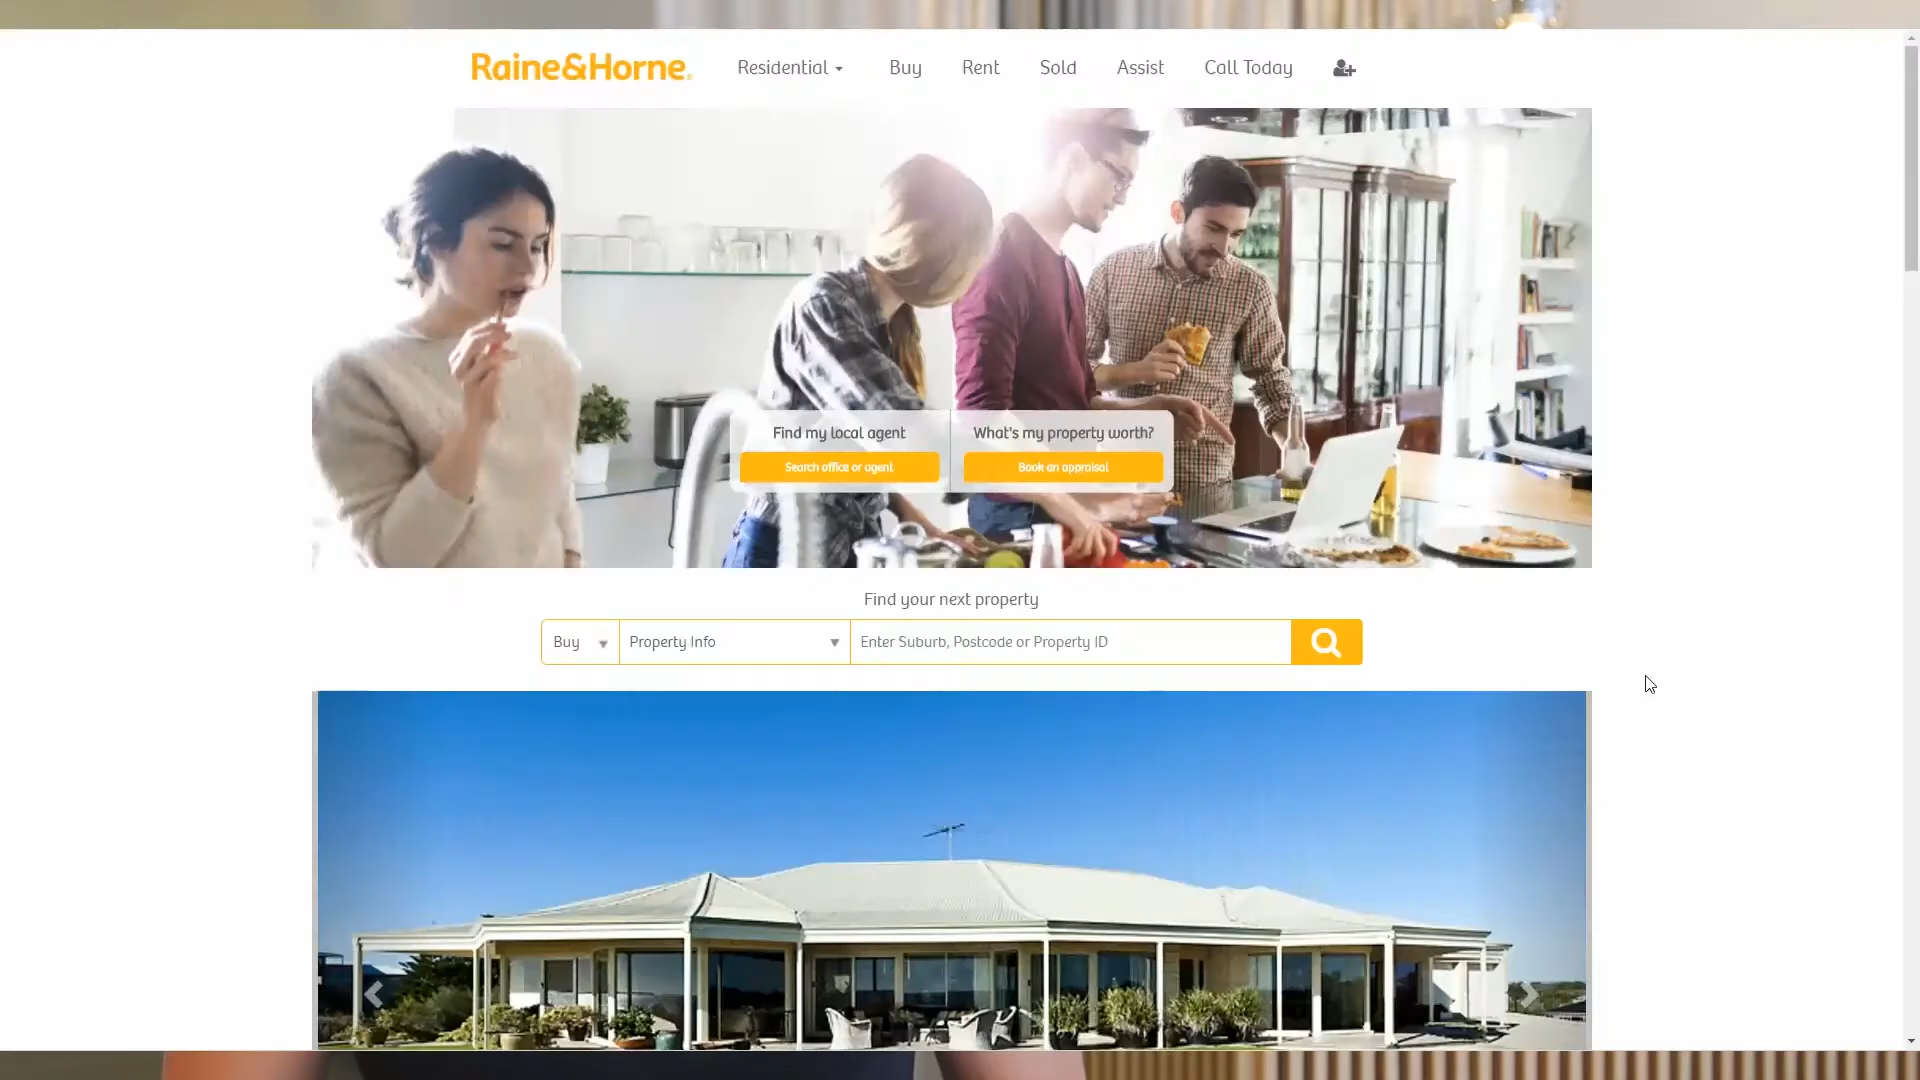 Raine&Horne. Residential Buy Rent Sold Assist Call Today
Find my local agent What's my property worth?
Search office or agent Book an appraisal
Find your next property
Buy Property Info Enter Suburb, Postcode or Property ID